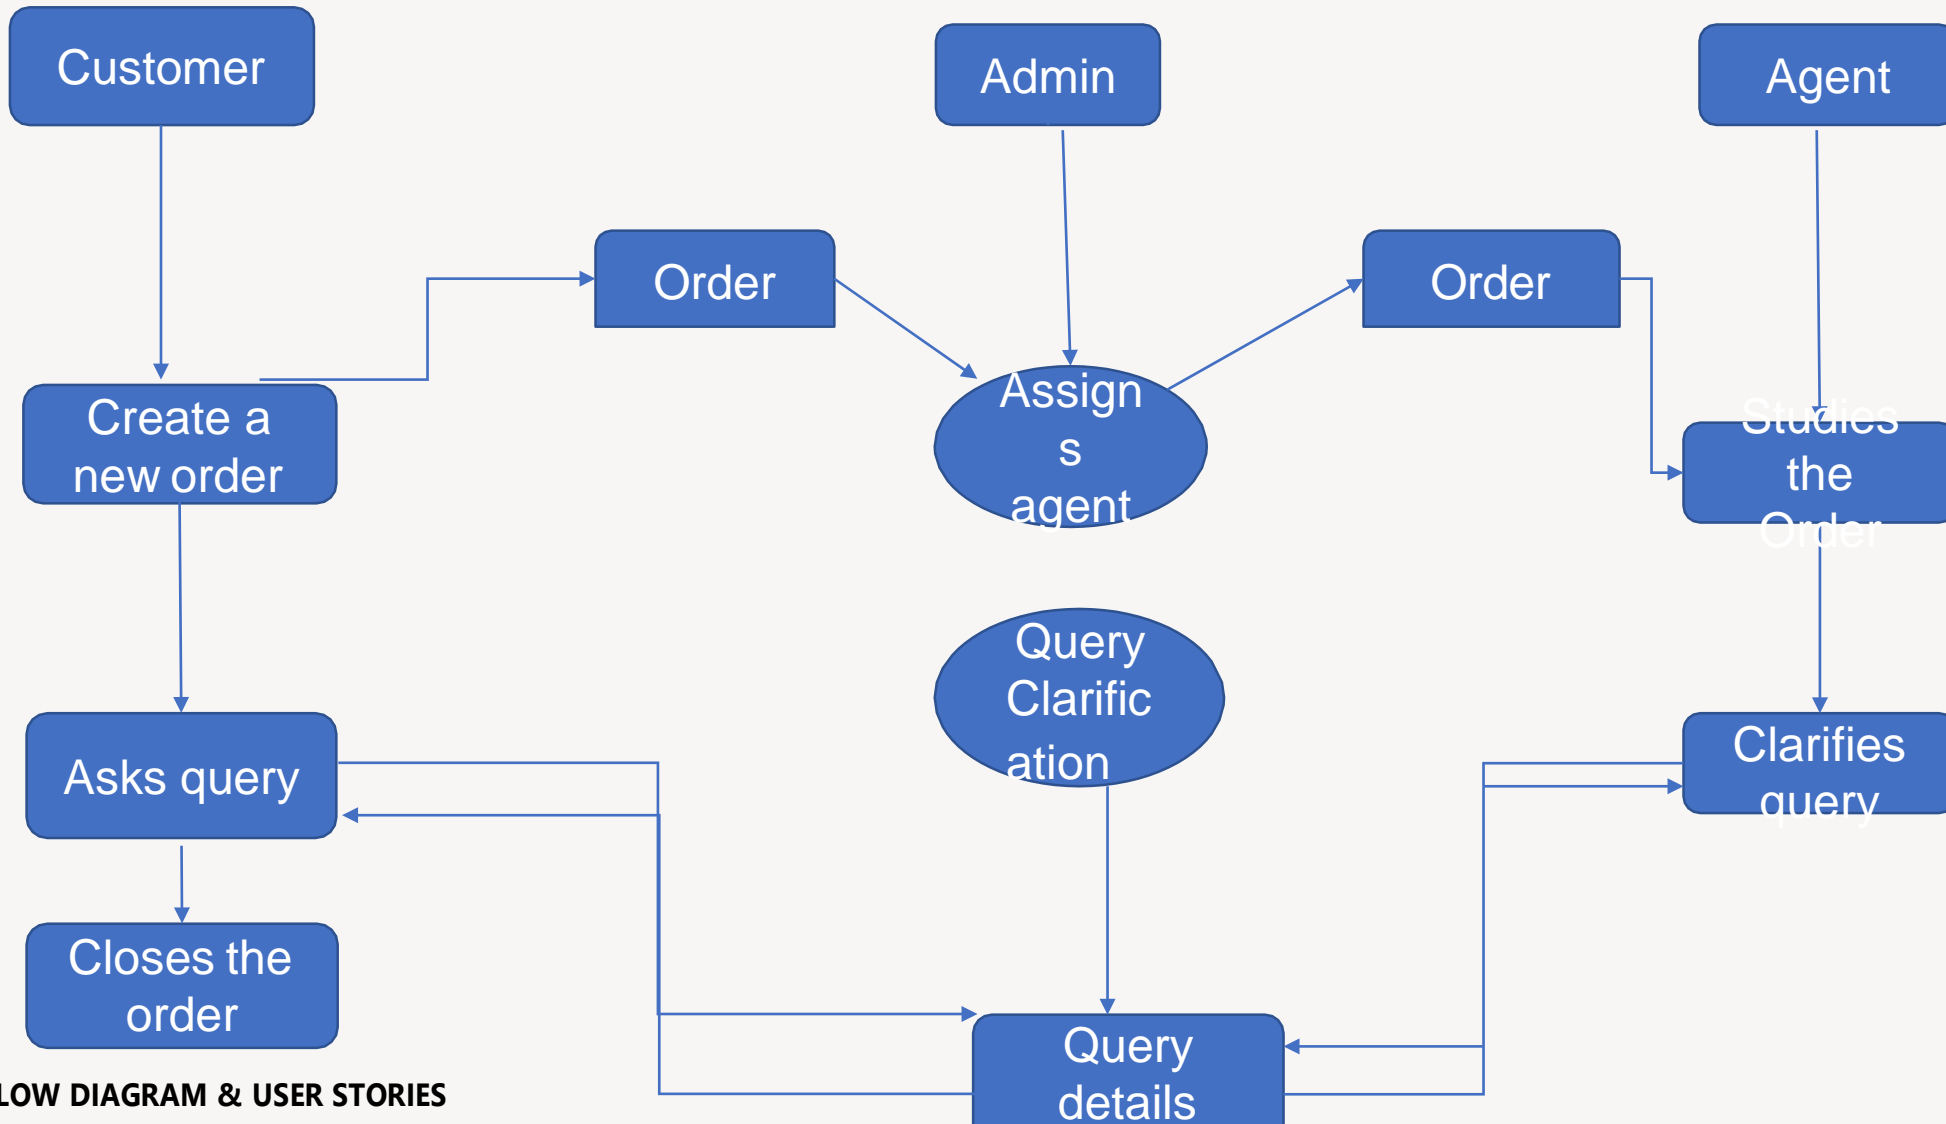 Customer
Admin
Agent
Order
Order
Create a
new order
Assign
s
agent
Studies
the
Order
Query
Clarific
ation
Asks query
Clarifies
query
Closes the
order
Query
details
LOW DIAGRAM & USER STORIES